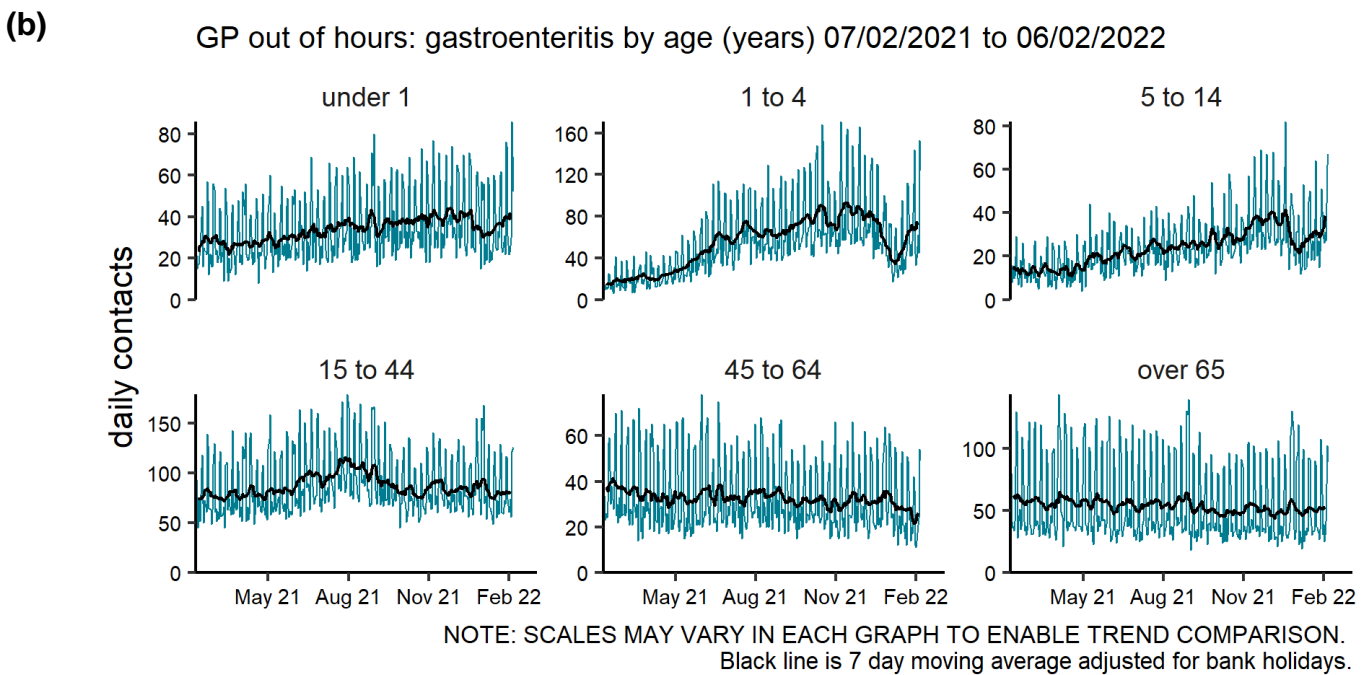 (b)
GP out of hours: gastroenteritis by age (years) 07/02/2021 to 06/02/2022
daily contacts
under 1
80
60
40
20
0
1 to 4
160
120
80
40
0
5 to 14
80
60
40
20
0
15 to 44
150
100
50
0
May 21 Aug 21 Nov 21 Feb 22
45 to 64
60
40
20
0
May 21 Aug 21 Nov 21 Feb 22
over 65
100
50
0
May 21 Aug 21 Nov 21 Feb 22
NOTE: SCALES MAY VARY IN EACH GRAPH TO ENABLE TREND COMPARISON.
Black line is 7 day moving average adjusted for bank holidays.